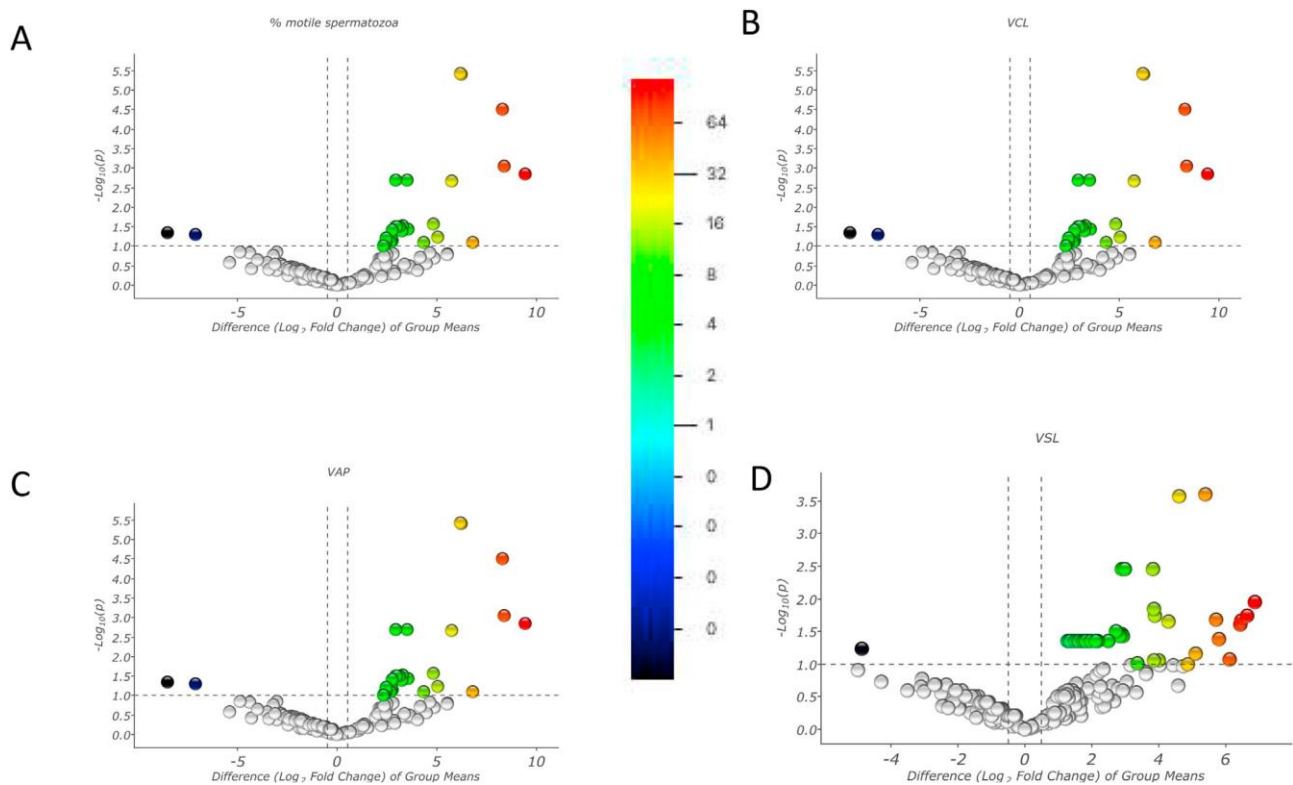 A
% motile spermatozoa
5.5
5.0
4.5
4.0
3.5
3.0
2.5
2.0
1.5
1.0
0.5
0.0
-Log10(p)
-5 0 5 10
Difference (Log2 Fold Change) of Group Means
B
VCL
5.5
5.0
4.5
4.0
3.5
3.0
2.5
2.0
1.5
1.0
0.5
0.0
-Log10(p)
-5 0 5 10
Difference (Log2 Fold Change) of Group Means
64
32
16
8
4
2
1
0
0
0
0
C
VAP
5.5
5.0
4.5
4.0
3.5
3.0
2.5
2.0
1.5
1.0
0.5
0.0
-Log10(p)
-5 0 5 10
Difference (Log2 Fold Change) of Group Means
D
VSL
3.5
3.0
2.5
2.0
1.5
1.0
0.5
0.0
-Log10(p)
-4 -2 0 2 4 6
Difference (Log2 Fold Change) of Group Means